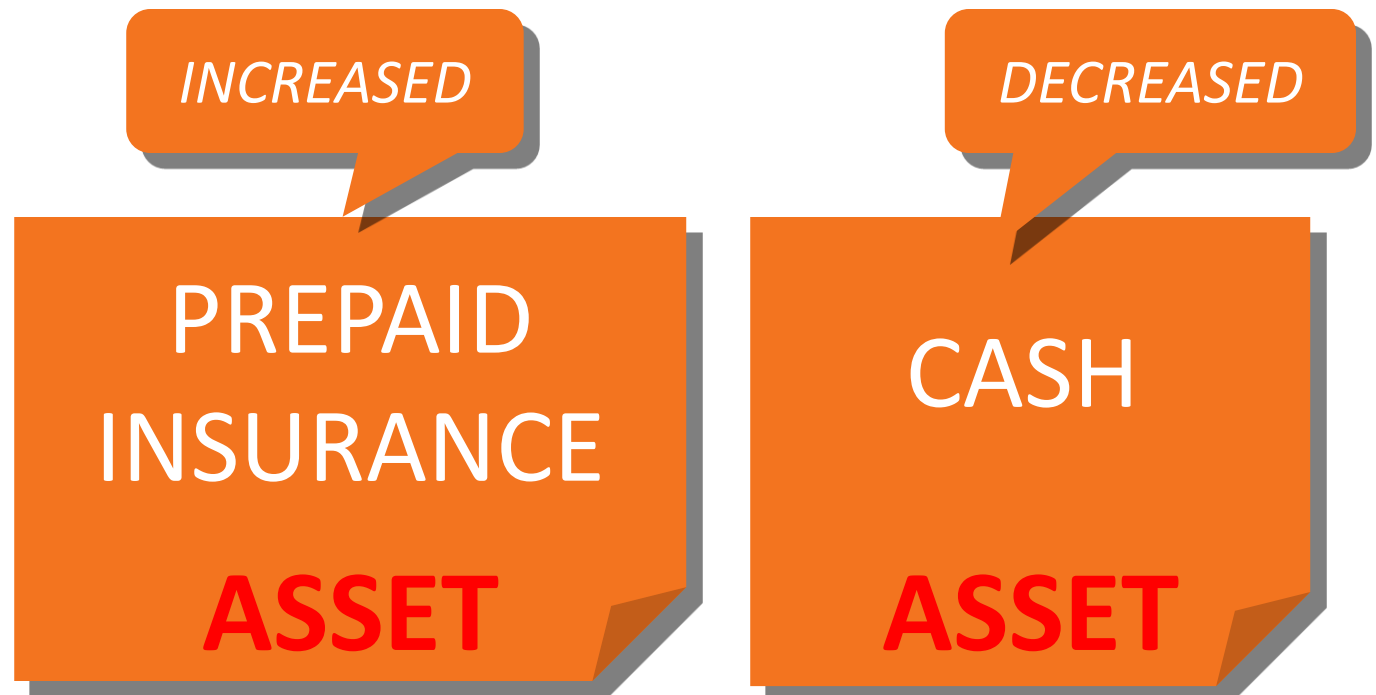 INCREASED
PREPAID
INSURANCE
ASSET
DECREASED
CASH
ASSET